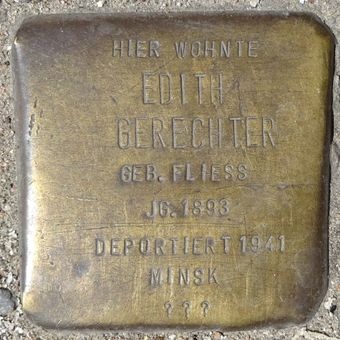 HIER WOHNTE
EDITH
GERECHTER
GEB. FLIESS
JG. 1893
DEPORTIERT 1941
MINSK
? ? ?